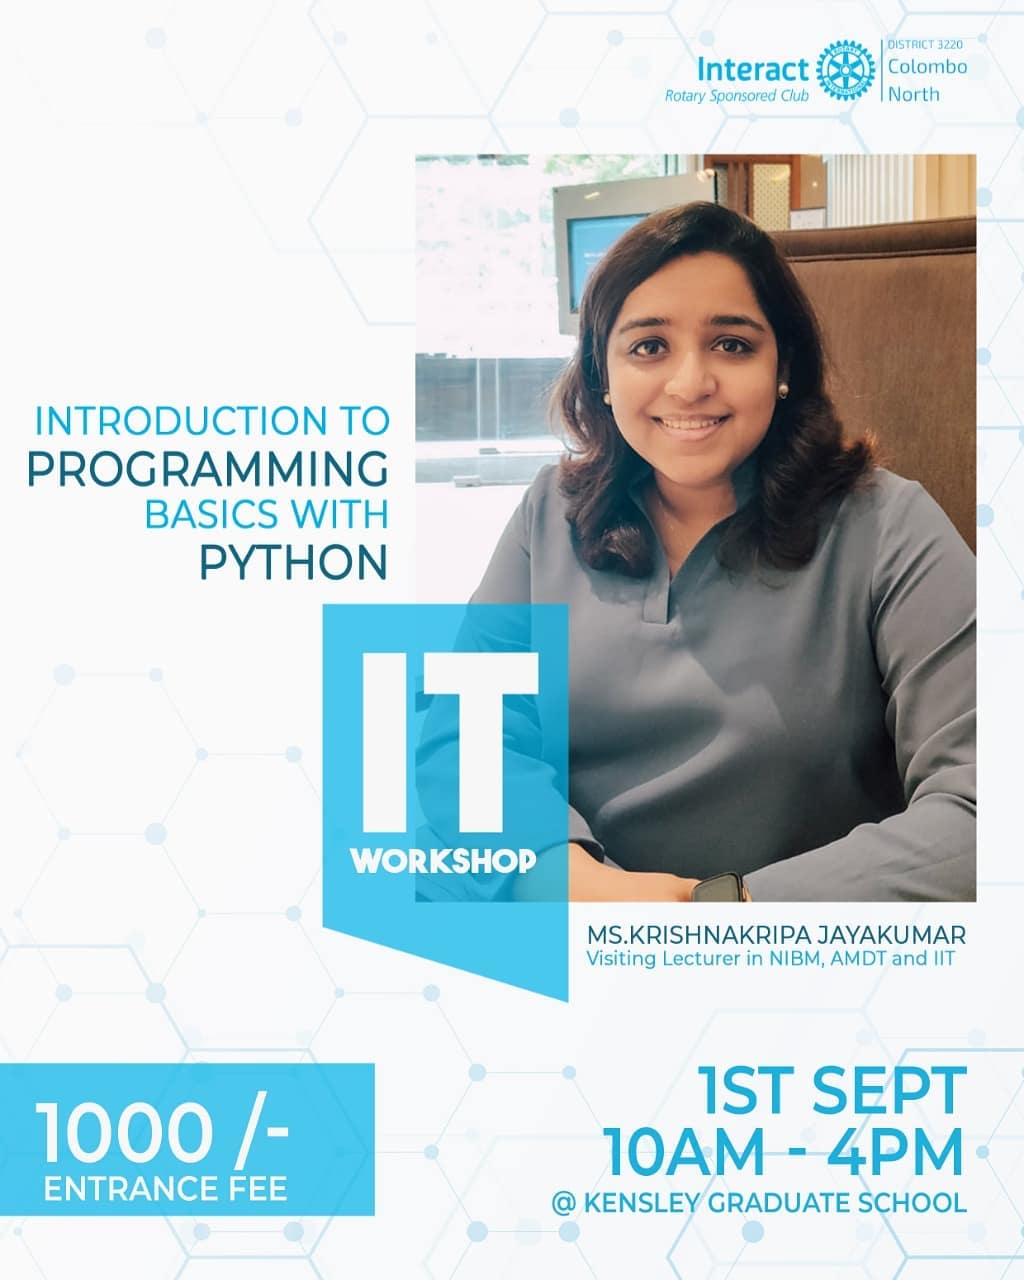 DISTRICT 3220
Interact
Colombo
Rotary Sponsored Club
North
INTRODUCTION TO
PROGRAMMING
BASICS WITH
PYTHON
IT
WORKSHOP
MS.KRISHNAKRIPA JAYAKUMAR
Visiting Lecturer in NIBM, AMDT and IIT
1000 /-
ENTRANCE FEE
1ST SEPT
10AM - 4PM
@ KENSLEY GRADUATE SCHOOL